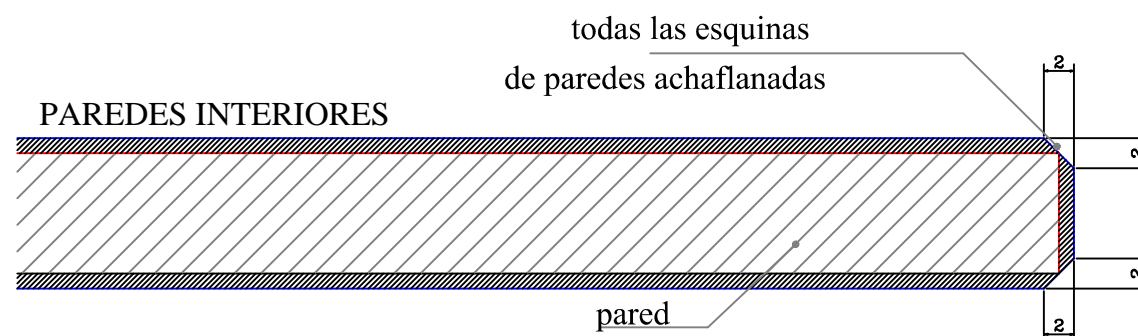 todas las esquinas
de paredes achaflanadas
2
PAREDES INTERIORES
2
2
pared
2